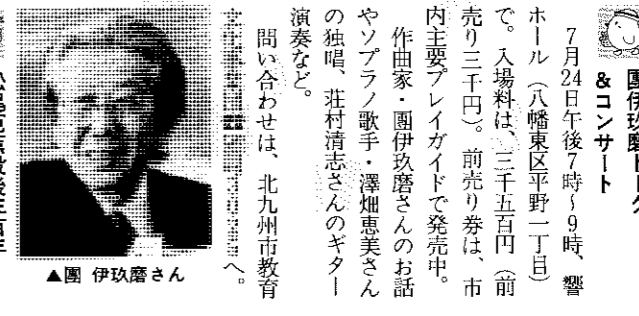 團伊玖磨トーク
&コンサート
7月24日午後7時~9時、響
ホール(八幡東区平野一丁目)
で。入場料は、三千五百円(前
売り三千円)。前売り券は、市
内主要プレイガイドで発売中。
作曲家・團伊玖磨さんのお話
やソプラノ歌手・澤畑恵美さん
の独唱、荘村清志さんのギター
演奏など。
問い合わせは、北九州市教育
へ。
▲團 伊玖磨さん